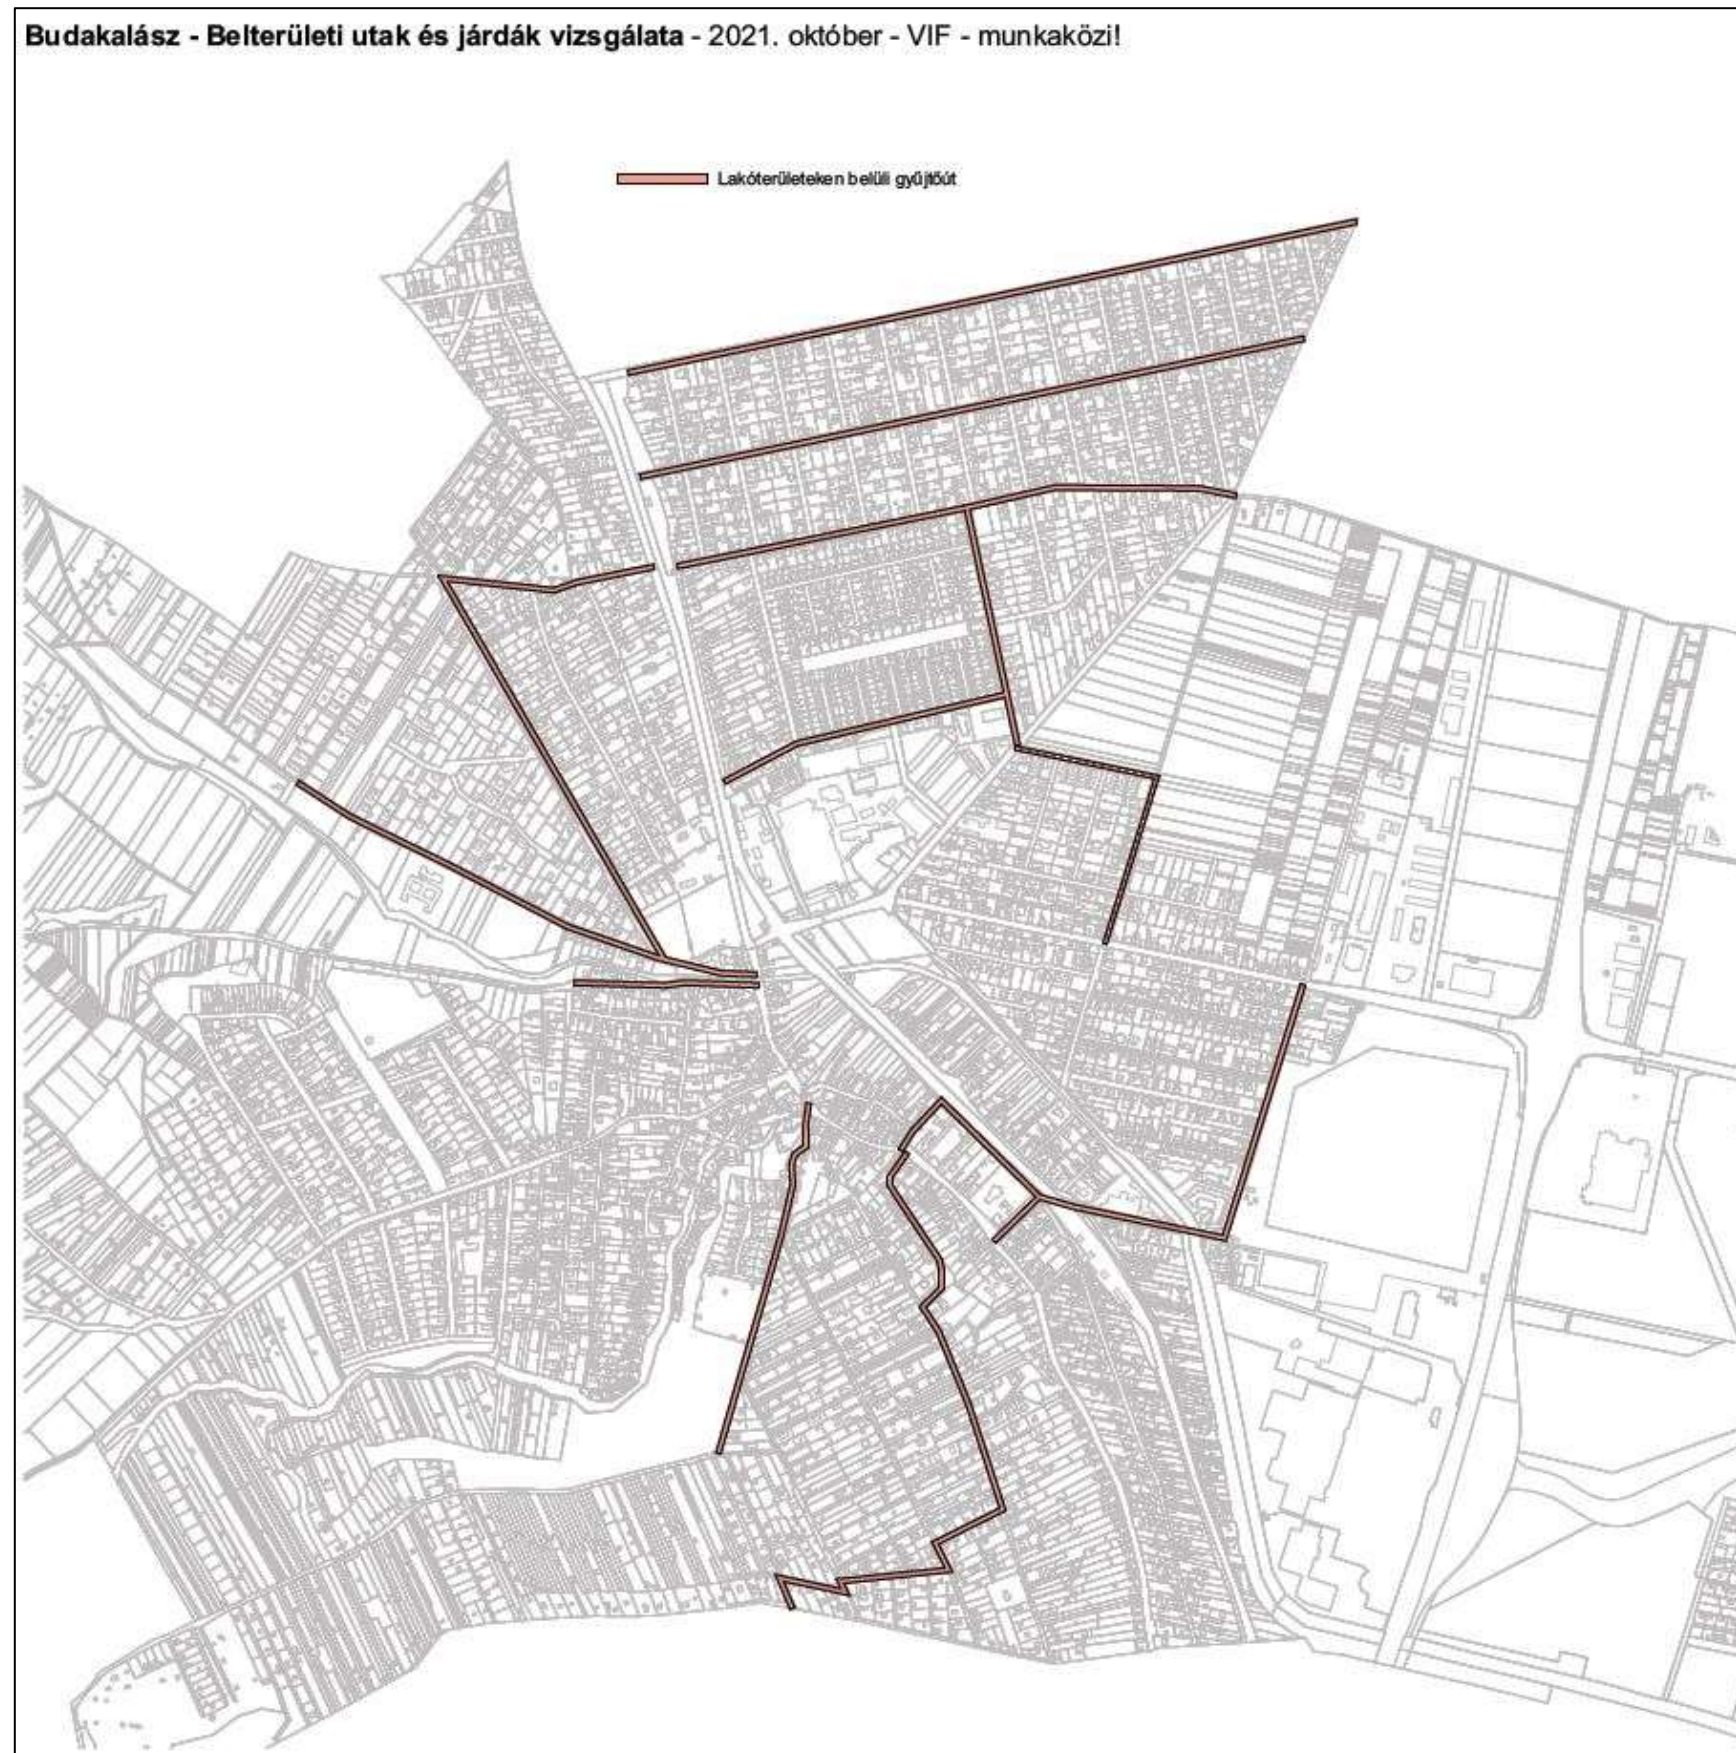 Budakalász - Belterületi utak és járdák vizsgálata - 2021. október - VIF - munkaközi!
Lakóterületeken belüli gyűjtőút